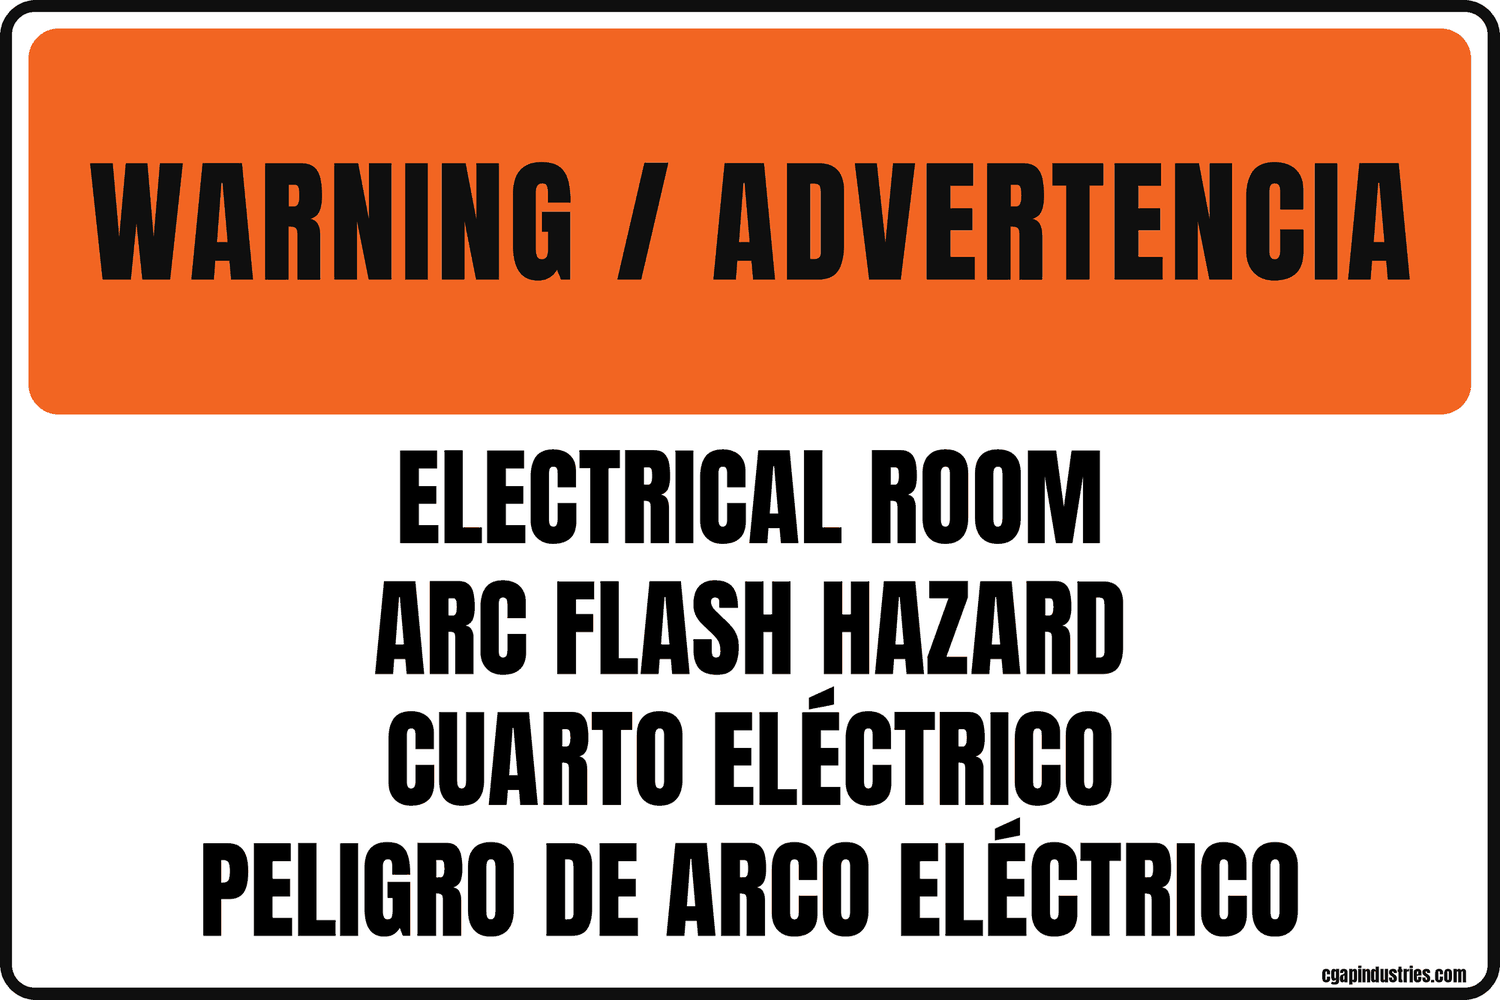 WARNING / ADVERTENCIA
ELECTRICAL ROOM
ARC FLASH HAZARD
CUARTO ELÉCTRICO
PELIGRO DE ARCO ELÉCTRICO
cgapindustries.com